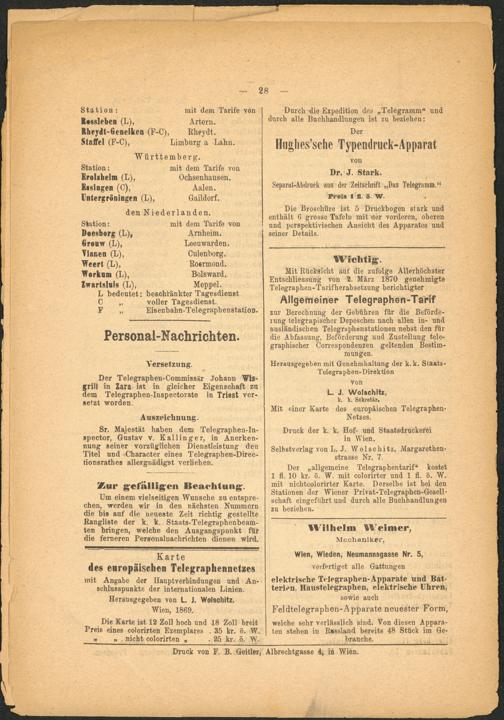 — 28 —
Station: mit dem Tarife von
Rossleben (L), Artern.
Rheydt-Geneiken (F-C), Rheydt.
Staffel (F-C), Limburg a Lahn.
Württemberg.
Station: mit dem Tarife von
Erolzheim (L), Ochsenhausen.
Essingen (C), Aalen.
Untergröningen (L), Gaildorf.
den Niederlanden.
Station: mit dem Tarife von
Doesborg (L), Arnheim.
Grouw (L), Leeuwarden.
Vianen (L), Culenborg.
Weert (L), Roermond.
Workum (L), Bolsward.
Zwartsluis (L), Meppel.
L bedeutet: beschränkter Tagesdienst
C „ voller Tagesdienst.
F „ Eisenbahn-Telegraphenstation.
Personal-Nachrichten.
Versetzung.
Der Telegraphen-Commissär Johann Wis-
grill in Zara ist in gleicher Eigenschaft zu
dem Telegraphen-Inspectorate in Triest ver-
setzt worden.
Auszeichnung.
Sr. Majestät haben dem Telegraphen-In-
spector, Gustav v. Kallinger, in Anerken-
nung seiner vorzüglichen Dienstleistung den
Titel und Character eines Telegraphen-Direc-
tionsrathes allergnädigst verliehen.
Zur gefälligen Beachtung.
Um einem vielseitigen Wunsche zu entspre-
chen, werden wir in den nächsten Nummern
die bis auf die neueste Zeit richtig gestellte
Rangliste der k. k. Staats-Telegraphenbeam-
ten bringen, welche den Ausgangspunkt für
die ferneren Personalnachrichten dienen wird.
Karte
des europäischen Telegraphennetzes
mit Angabe der Hauptverbindungen und An-
schlusspunkte der internationalen Linien.
Herausgegeben von L. J. Wolschitz.
Wien, 1869.
Die Karte ist 12 Zoll hoch und 18 Zoll breit
Preis eines colorirten Exemplares . 35 kr. ö. W.
„ „ nicht colorirten „ . 25 kr. ö. W.
Durch die Expedition des „Telegramm“ und
durch alle Buchhandlungen ist zu beziehen:
Der
Hughes'sche Typendruck-Apparat
von
Dr. J. Stark.
Separat-Abdruck aus der Zeitschrift „Das Telegramm.“
Preis 1 fl. ö. W.
Die Broschüre ist 5 Druckbogen stark und
enthält 6 grosse Tafeln mit der vorderen, oberen
und perspektivischen Ansicht des Apparates und
seiner Details.
Wichtig.
Mit Rücksicht auf die zufolge Allerhöchster
Entschliessung von 2. März 1870 genehmigte
Telegraphen-Tarifherabsetzung berichtigter
Allgemeiner Telegraphen-Tarif
zur Berechnung der Gebühren für die Beförde-
rung telegrapischer Depeschen nach allen in- und
ausländischen Telegraphenstationen nebst den für
die Abfassung, Beförderung und Zustellung tele-
graphischer Correspondenzen geltenden Bestim-
mungen.
Herausgegeben mit Genehmhaltung der k. k. Staats-
Telegraphen-Direktion
von
L. J. Wolschitz,
k. k. Sekretär.
Mit einer Karte des europäischen Telegraphen-
Netzes.
Druck der k. k. Hof- und Staatsdruckerei
in Wien.
Selbstverlag von L. J. Wolschitz, Margarethen-
strasse Nr. 7.
Der „allgemeine Telegraphentarif“ kostet
1 fl. 10 kr. ö. W. mit colorirter und 1 fl. ö. W.
mit nichtcolorirter Karte. Derselbe ist bei den
Stationen der Wiener Privat-Telegraphen-Gesell-
schaft eingeführt und durch alle Buchhandlungen
zu beziehen.
Wilhelm Weimer,
Mechaniker,
Wien, Wieden, Neumannsgasse Nr. 5,
verfertiget alle Gattungen
elektrische Telegraphen-Apparate und Bat-
terien, Haustelegraphen, elektrische Uhren,
sowie auch
Feldtelegraphen-Apparate neuester Form,
welche sehr verlässlich sind. Von diesen Appara-
ten stehen in Russland bereits 48 Stück im Ge-
brauche.
Druck von F. B. Geitler, Albrechtgasse 4, in Wien.